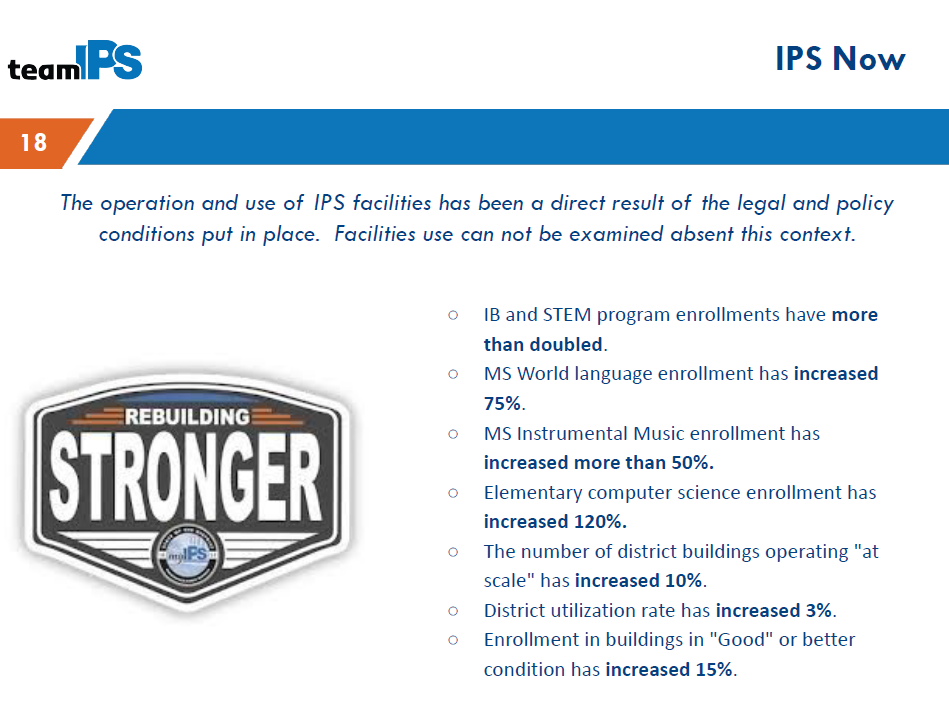 teamIPS
IPS Now
18
The operation and use of IPS facilities has been a direct result of the legal and policy
conditions put in place. Facilities use can not be examined absent this context.
○ IB and STEM program enrollments have more
than doubled.
○ MS World language enrollment has increased
75%.
○ MS Instrumental Music enrollment has
increased more than 50%.
○ Elementary computer science enrollment has
increased 120%.
○ The number of district buildings operating "at
scale" has increased 10%.
○ District utilization rate has increased 3%.
○ Enrollment in buildings in "Good" or better
condition has increased 15%.
REBUILDING
STRONGER
myIPS